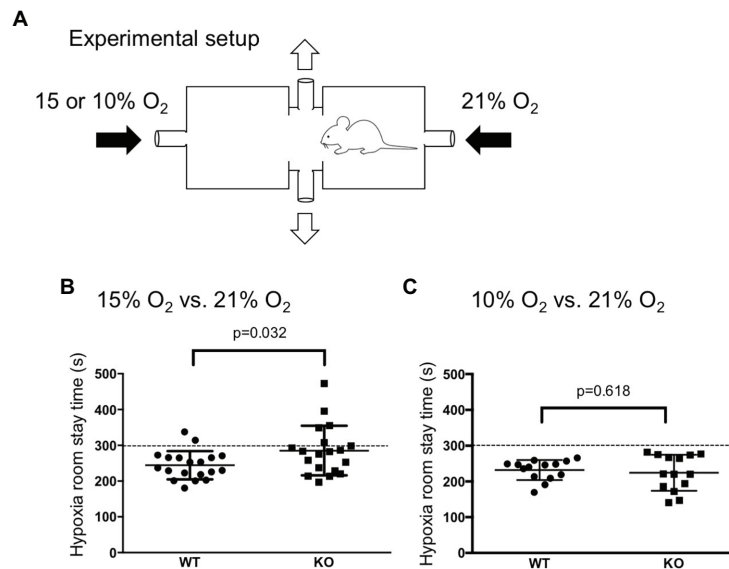 A
Experimental setup
15 or 10% O₂
21% O₂
B
15% O₂ vs. 21% O₂
p=0.032
Hypoxia room stay time (s)
500
400
300
200
100
0
WT
KO
C
10% O₂ vs. 21% O₂
p=0.618
Hypoxia room stay time (s)
500
400
300
200
100
0
WT
KO